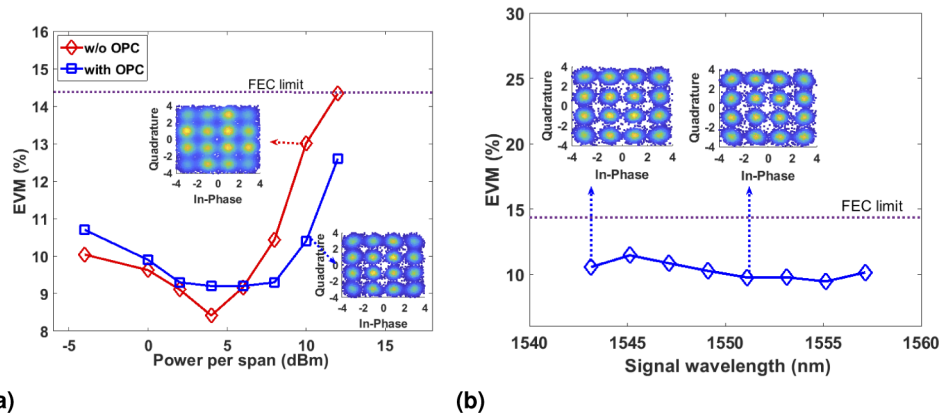 16
15
14
13
12
11
10
9
8
EVM (%)
w/o OPC
with OPC
FEC limit
Quadrature
4
2
0
-2
-4
-4 -2 0 2 4
In-Phase
Quadrature
4
2
0
-2
-4
-4 -2 0 2 4
In-Phase
-5 0 5 10 15
Power per span (dBm)
a)
30
25
20
15
10
EVM (%)
Quadrature
4
2
0
-2
-4
-4 -2 0 2 4
In-Phase
Quadrature
4
2
0
-2
-4
-4 -2 0 2 4
In-Phase
FEC limit
1540 1545 1550 1555 1560
Signal wavelength (nm)
(b)